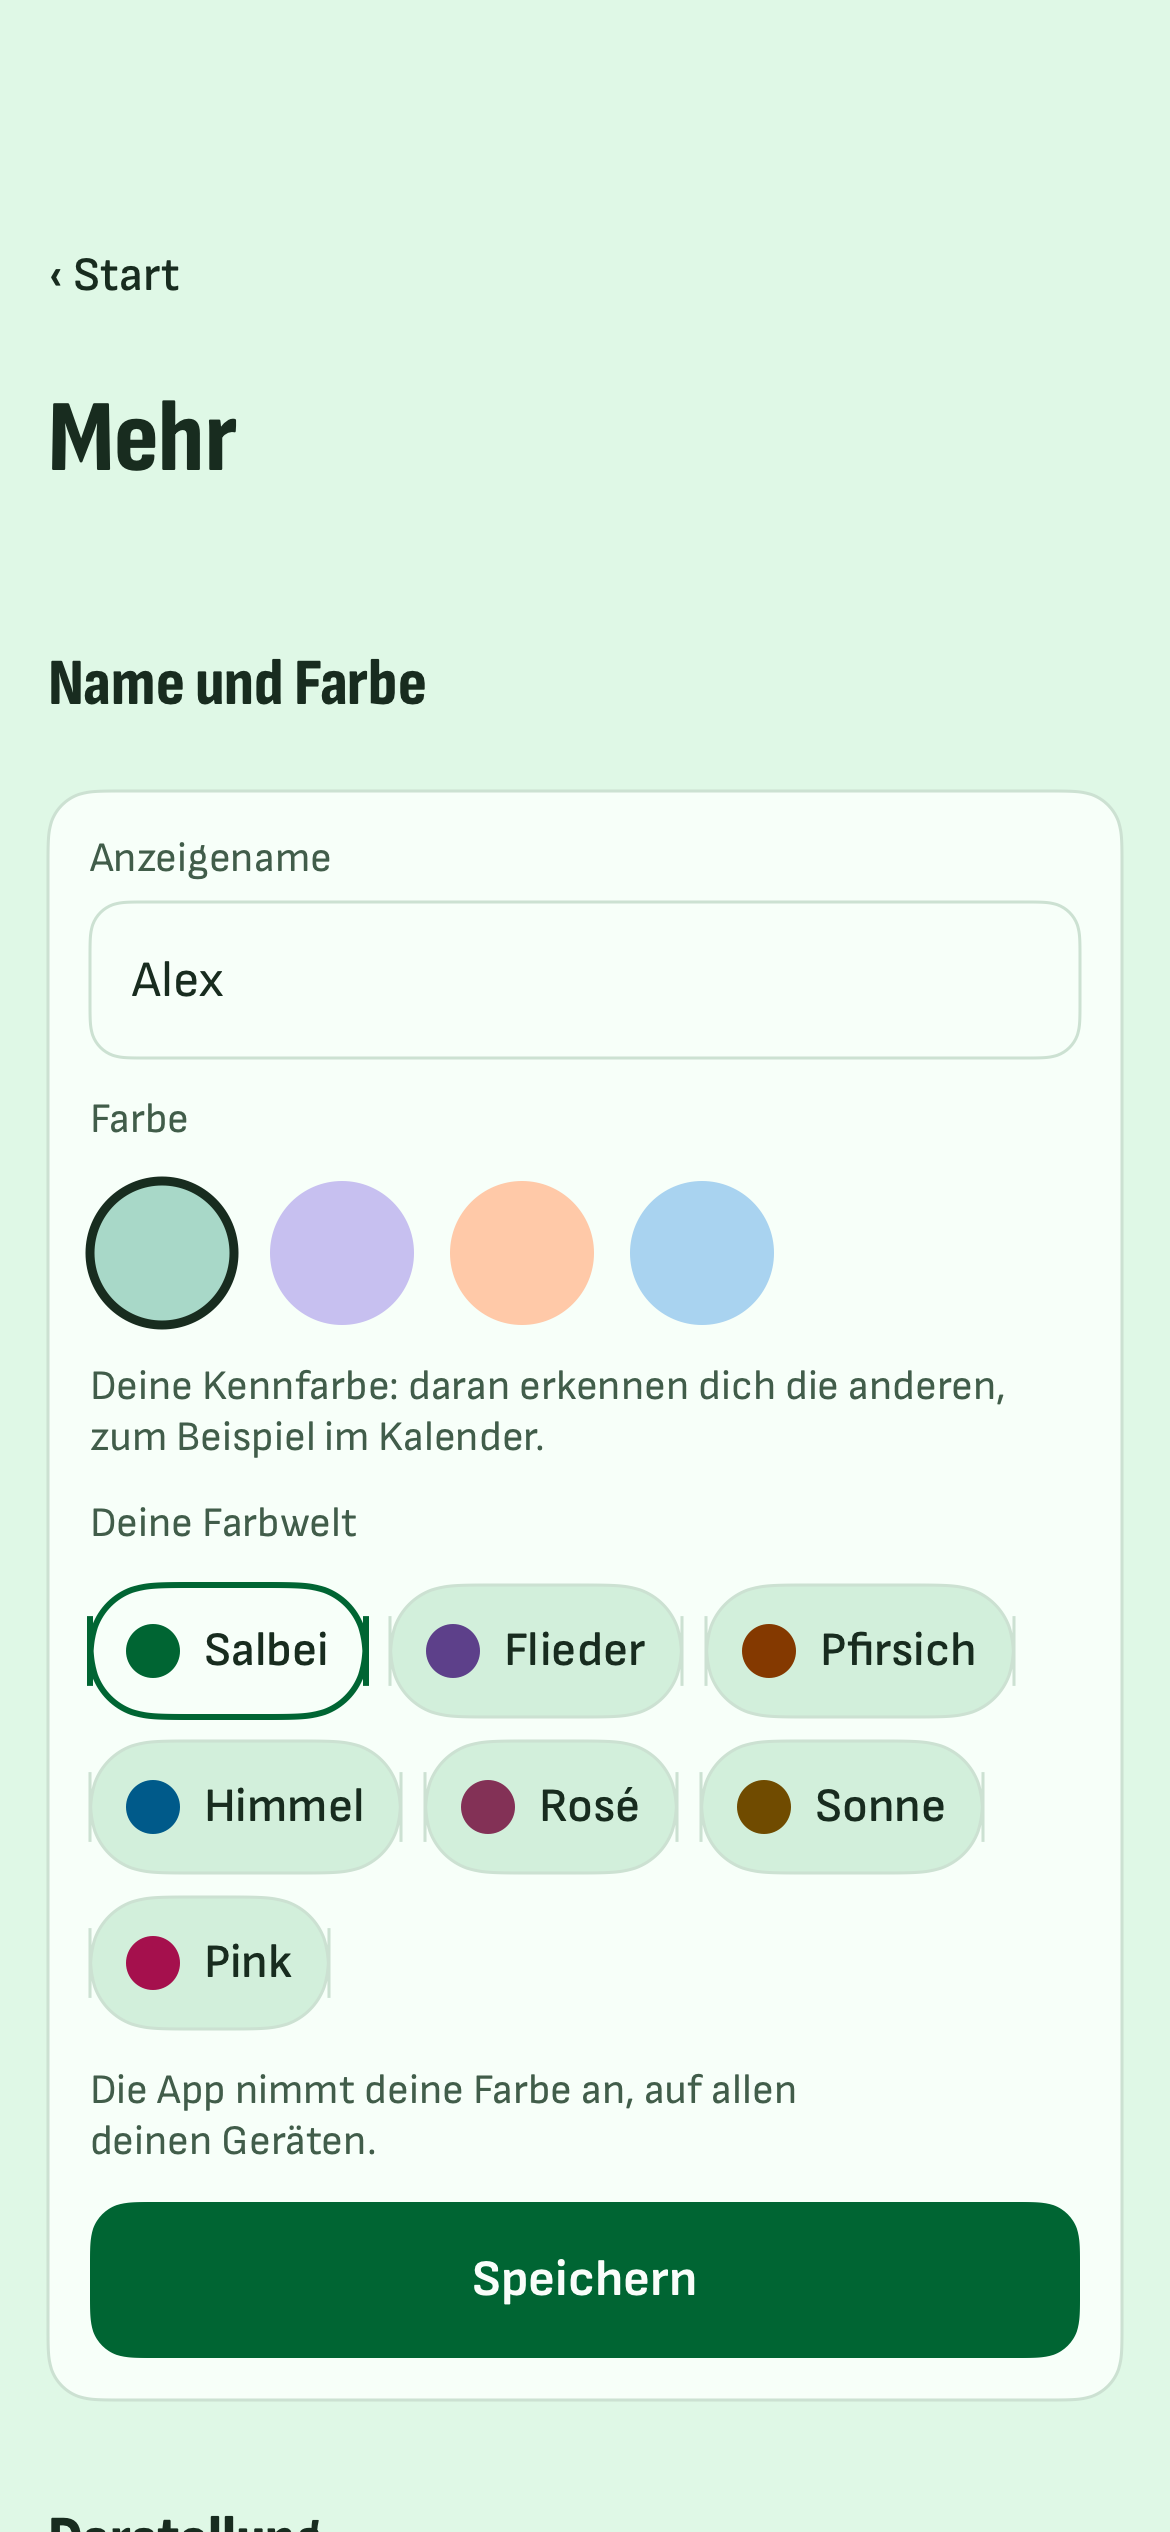 ‹ Start
Mehr
Name und Farbe
Anzeigename
Alex
Farbe
Deine Kennfarbe: daran erkennen dich die anderen,
zum Beispiel im Kalender.
Deine Farbwelt
Salbei
Flieder
Pfirsich
Himmel
Rosé
Sonne
Pink
Die App nimmt deine Farbe an, auf allen
deinen Geräten.
Speichern
Darstellung